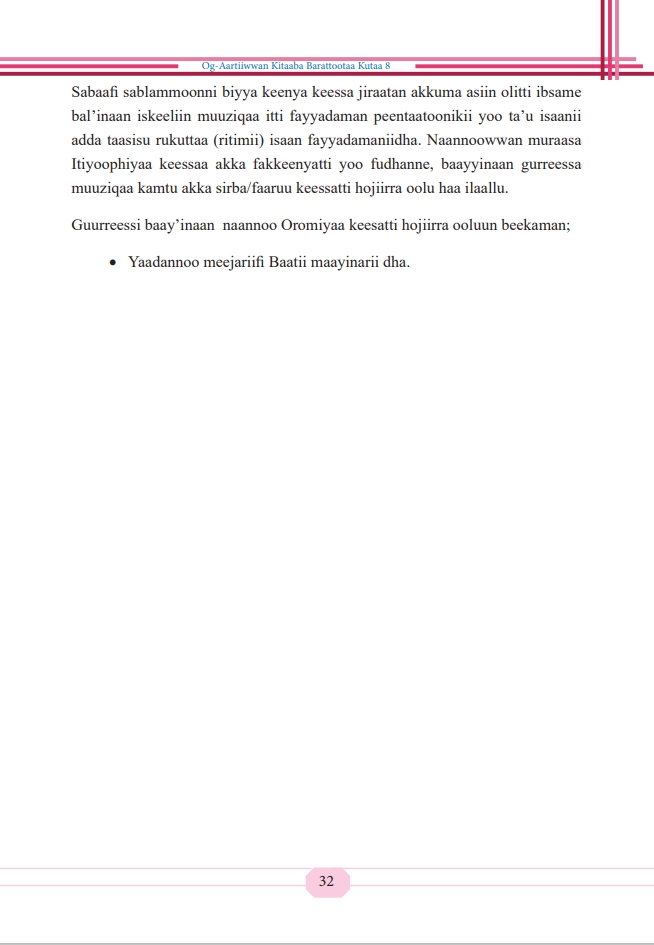 Og-Aartiiwwan Kitaaba Barattootaa Kutaa 8
Sabaafi sablammoonni biyya keenya keessa jiraatan akkuma asiin olitti ibsame
bal’inaan iskeeliin muuziqaa itti fayyadaman peentaatoonikii yoo ta’u isaanii
adda taasisu rukuttaa (ritimii) isaan fayyadamaniidha. Naannoowwan muraasa
Itiyoophiyaa keessaa akka fakkeenyatti yoo fudhanne, baayyinaan gurreessa
muuziqaa kamtu akka sirba/faaruu keessatti hojiirra oolu haa ilaallu.
Guurreessi baay’inaan naannoo Oromiyaa keesatti hojiirra ooluun beekaman;
• Yaadannoo meejariifi Baatii maayinarii dha.
32